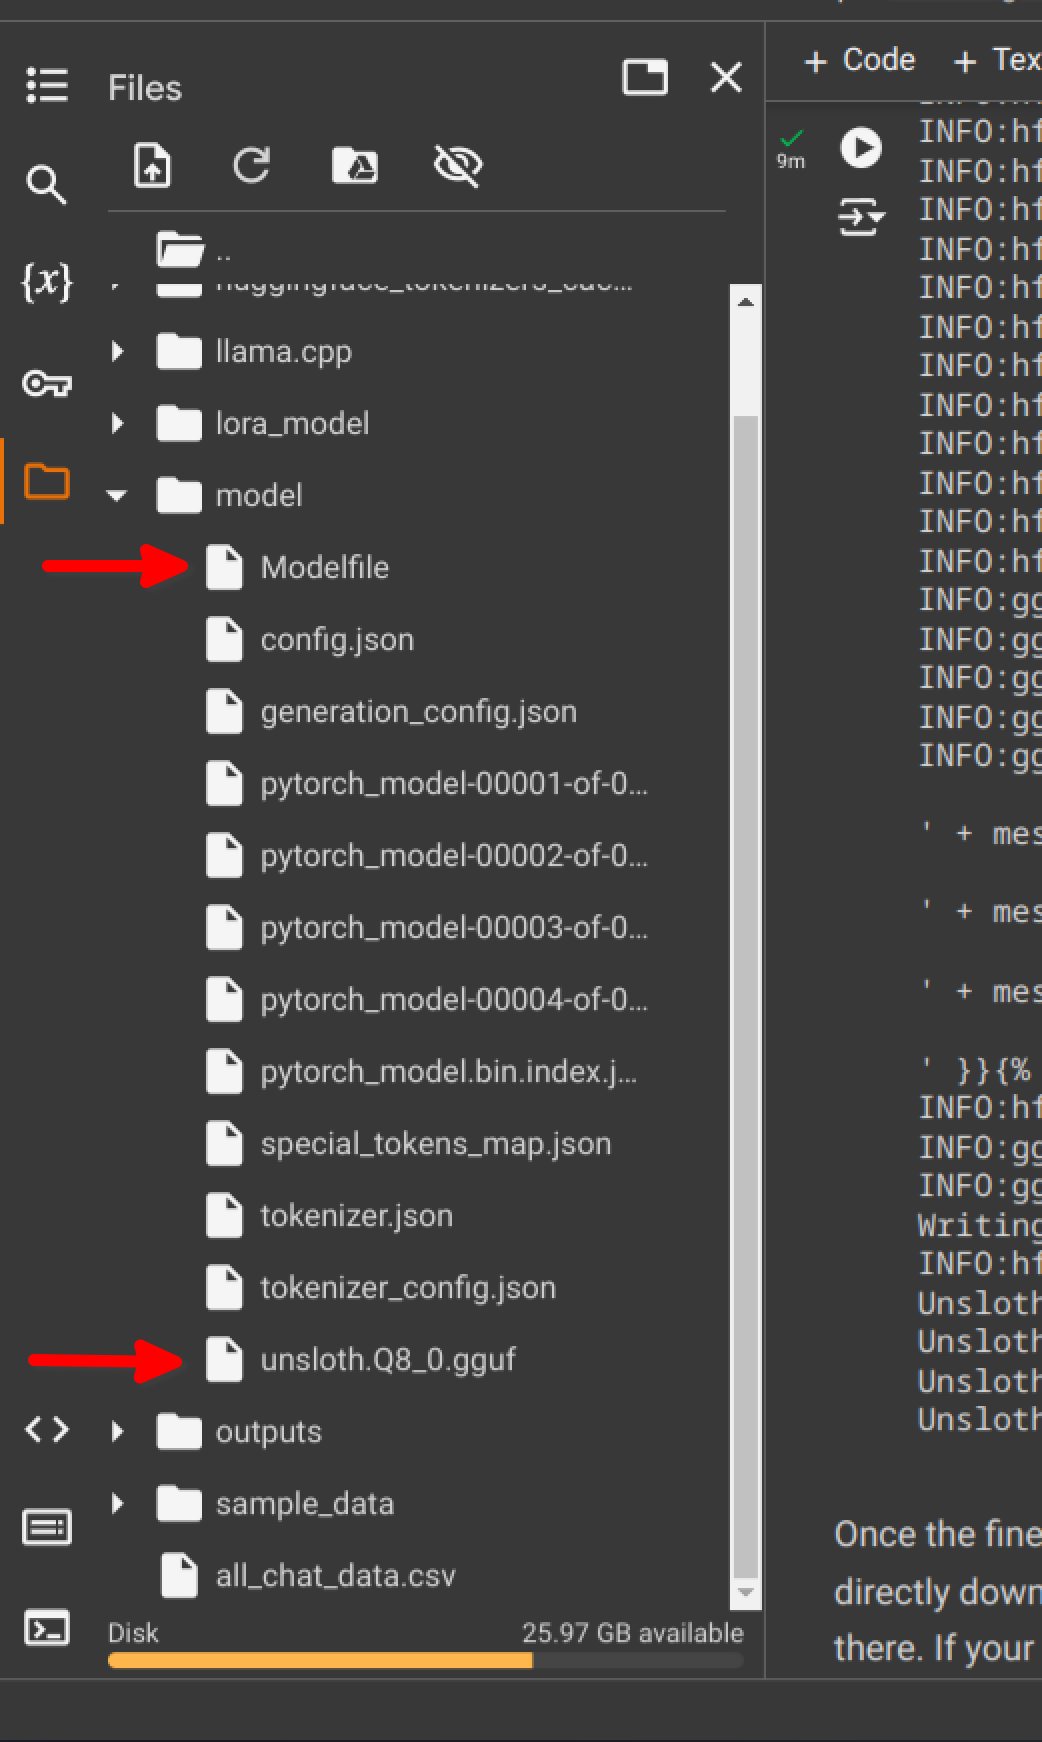 Files
..
huggingface_tokenizers_cac...
llama.cpp
lora_model
model
Modelfile
config.json
generation_config.json
pytorch_model-00001-of-0...
pytorch_model-00002-of-0...
pytorch_model-00003-of-0...
pytorch_model-00004-of-0...
pytorch_model.bin.index.j...
special_tokens_map.json
tokenizer.json
tokenizer_config.json
unsloth.Q8_0.gguf
outputs
sample_data
all_chat_data.csv
Disk
25.97 GB available
{x}
+ Code + Tex
9m
INFO:hf
INFO:hf
INFO:hf
INFO:hf
INFO:hf
INFO:hf
INFO:hf
INFO:hf
INFO:hf
INFO:hf
INFO:hf
INFO:hf
INFO:gg
INFO:gg
INFO:gg
INFO:gg
INFO:gg
' + mes
' + mes
' + mes
' }}{%
INFO:hf
INFO:gg
INFO:gg
Writing
INFO:hf
Unsloth
Unsloth
Unsloth
Unsloth
Once the fine
directly down
there. If your